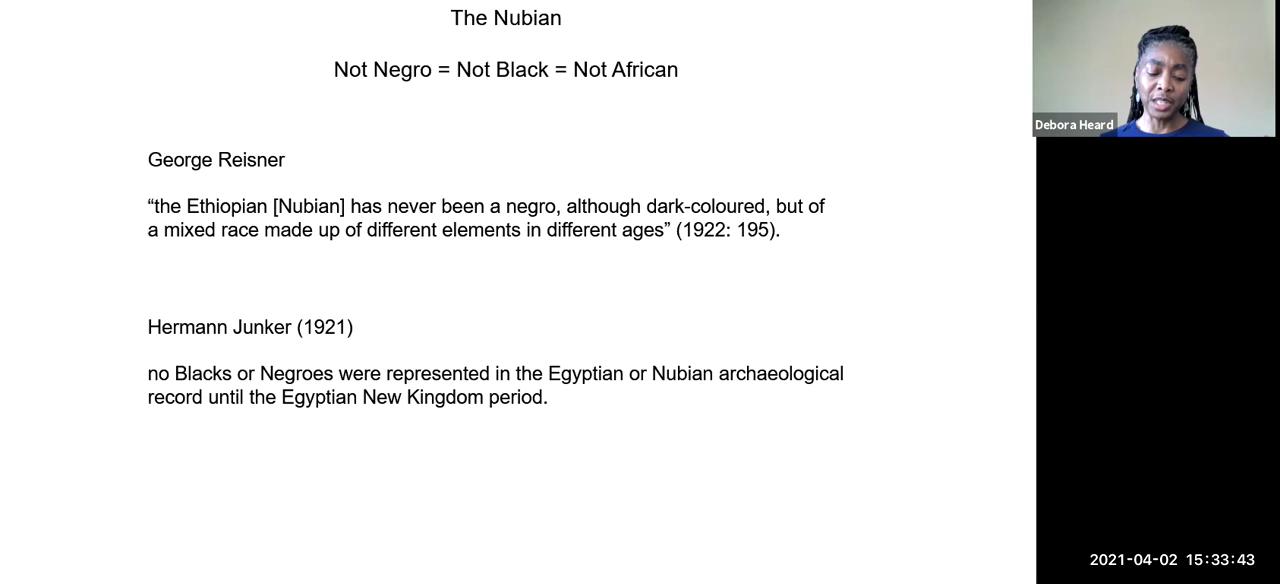 The Nubian
Not Negro = Not Black = Not African
George Reisner
“the Ethiopian [Nubian] has never been a negro, although dark-coloured, but of
a mixed race made up of different elements in different ages” (1922: 195).
Hermann Junker (1921)
no Blacks or Negroes were represented in the Egyptian or Nubian archaeological
record until the Egyptian New Kingdom period.
Debora Heard
2021-04-02 15:33:43